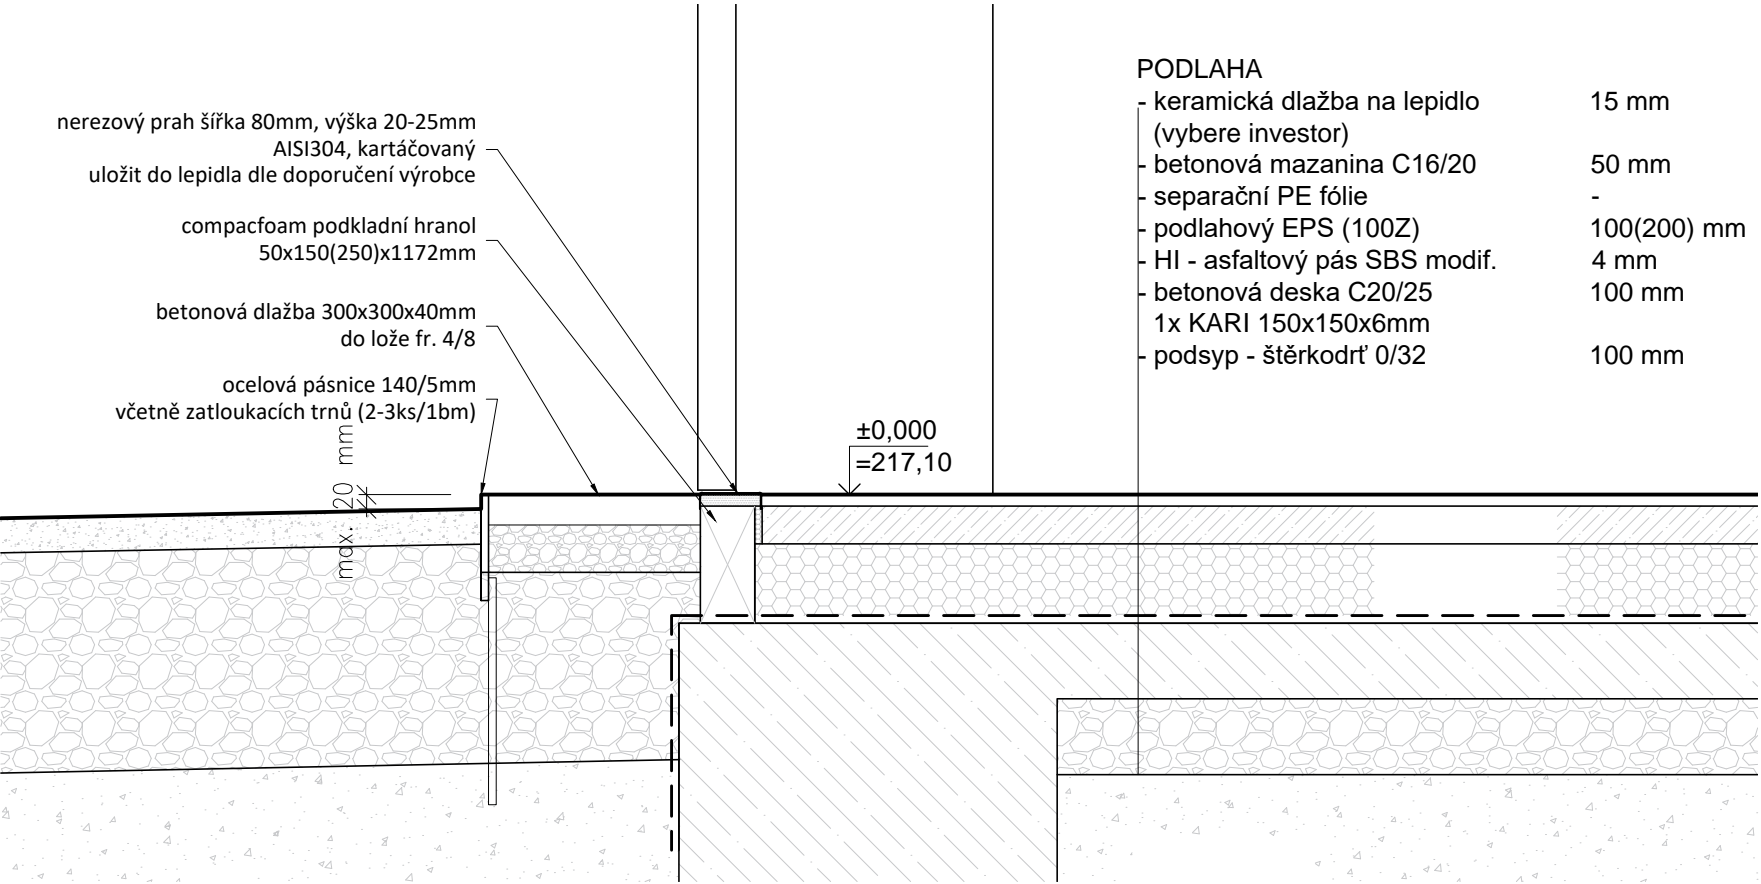 nerezový prah šířka 80mm, výška 20-25mm
AISI304, kartáčovaný
uložit do lepidla dle doporučení výrobce
compacfoam podkladní hranol
50x150(250)x1172mm
betonová dlažba 300x300x40mm
do lože fr. 4/8
ocelová pásnice 140/5mm
včetně zatloukacích trnů (2-3ks/1bm)
max. 20 mm
±0,000
=217,10
PODLAHA
- keramická dlažba na lepidlo 15 mm
(vybere investor)
- betonová mazanina C16/20 50 mm
- separační PE fólie -
- podlahový EPS (100Z) 100(200) mm
- HI - asfaltový pás SBS modif. 4 mm
- betonová deska C20/25 100 mm
1x KARI 150x150x6mm
- podsyp - štěrkodrť 0/32 100 mm